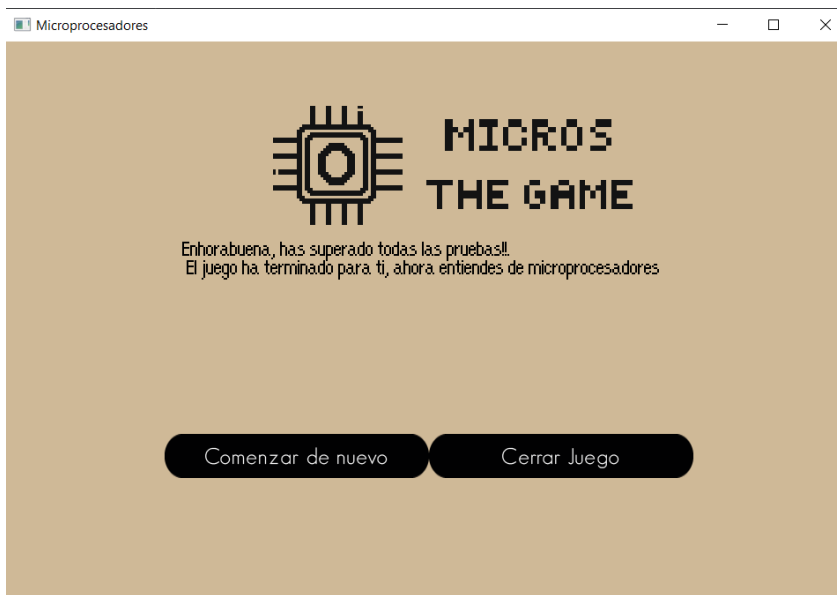 Microprocesadores
MICROS
THE GAME
Enhorabuena, has superado todas las pruebas!!.
El juego ha terminado para ti, ahora entiendes de microprocesadores
Comenzar de nuevo
Cerrar Juego